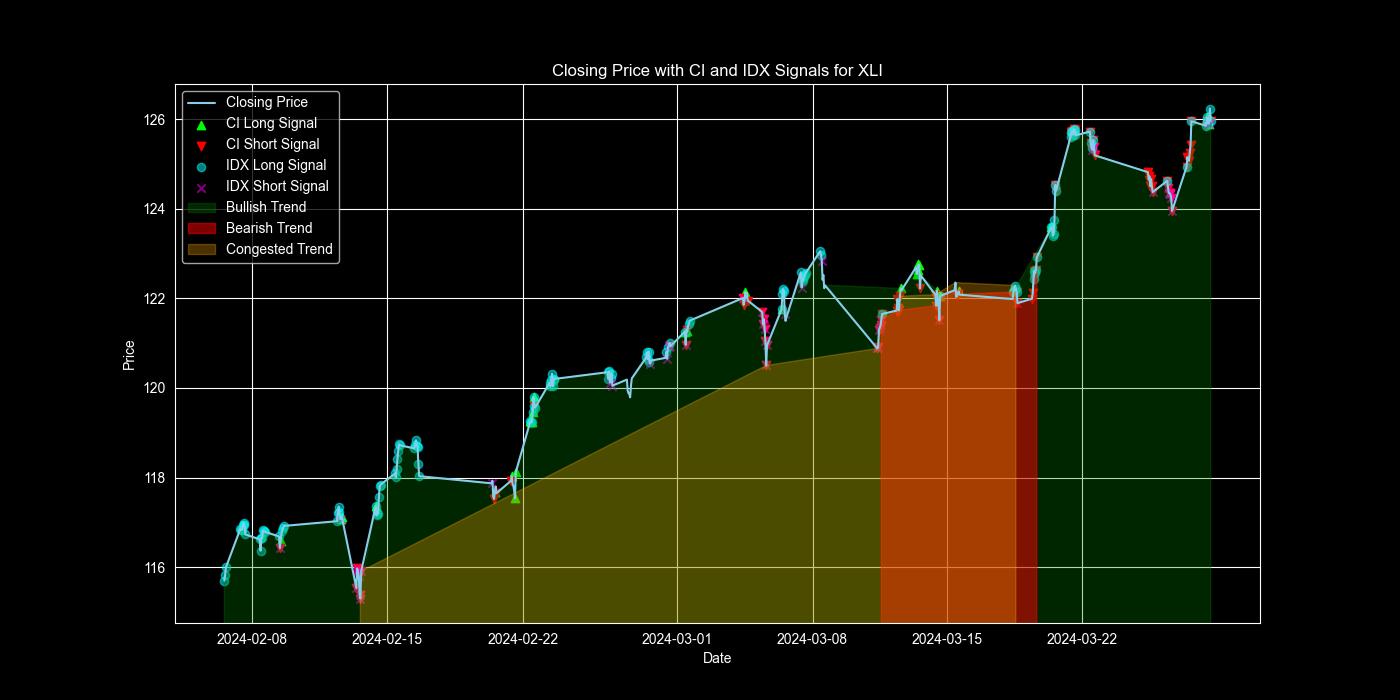 Closing Price with CI and IDX Signals for XLI
Closing Price
CI Long Signal
CI Short Signal
IDX Long Signal
IDX Short Signal
Bullish Trend
Bearish Trend
Congested Trend
126
124
122
120
118
116
Price
2024-02-08
2024-02-15
2024-02-22
2024-03-01
2024-03-08
2024-03-15
2024-03-22
Date